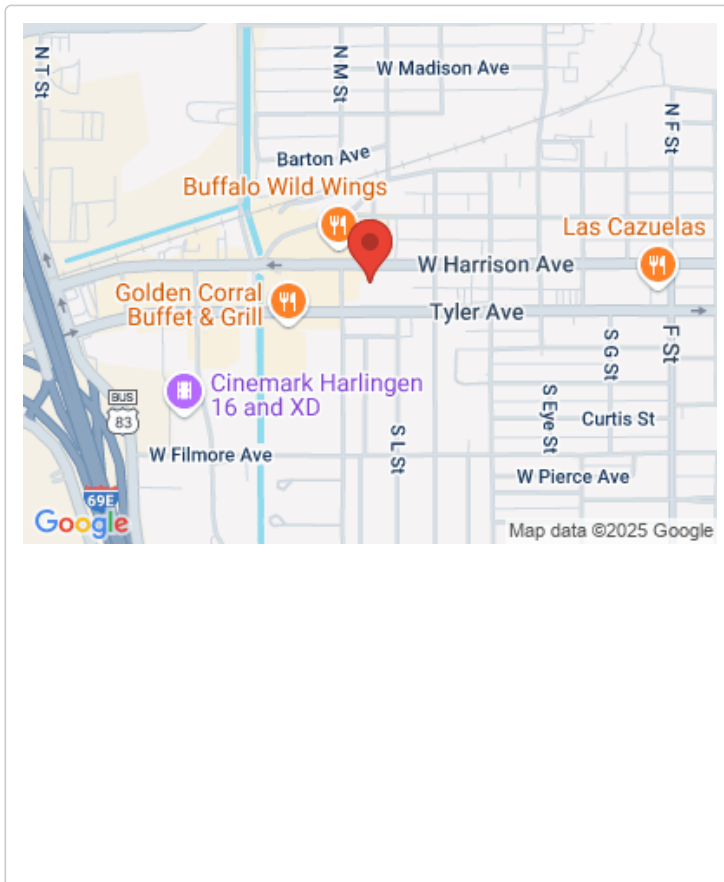 N T St
N M St
W Madison Ave
N F St
Barton Ave
Buffalo Wild Wings
Las Cazuelas
W Harrison Ave
Golden Corral
Buffet & Grill
Tyler Ave
S G St
F St
Cinemark Harlingen
16 and XD
BUS
83
S Eye St
Curtis St
S L St
W Filmore Ave
W Pierce Ave
69E
Google
Map data ©2025 Google